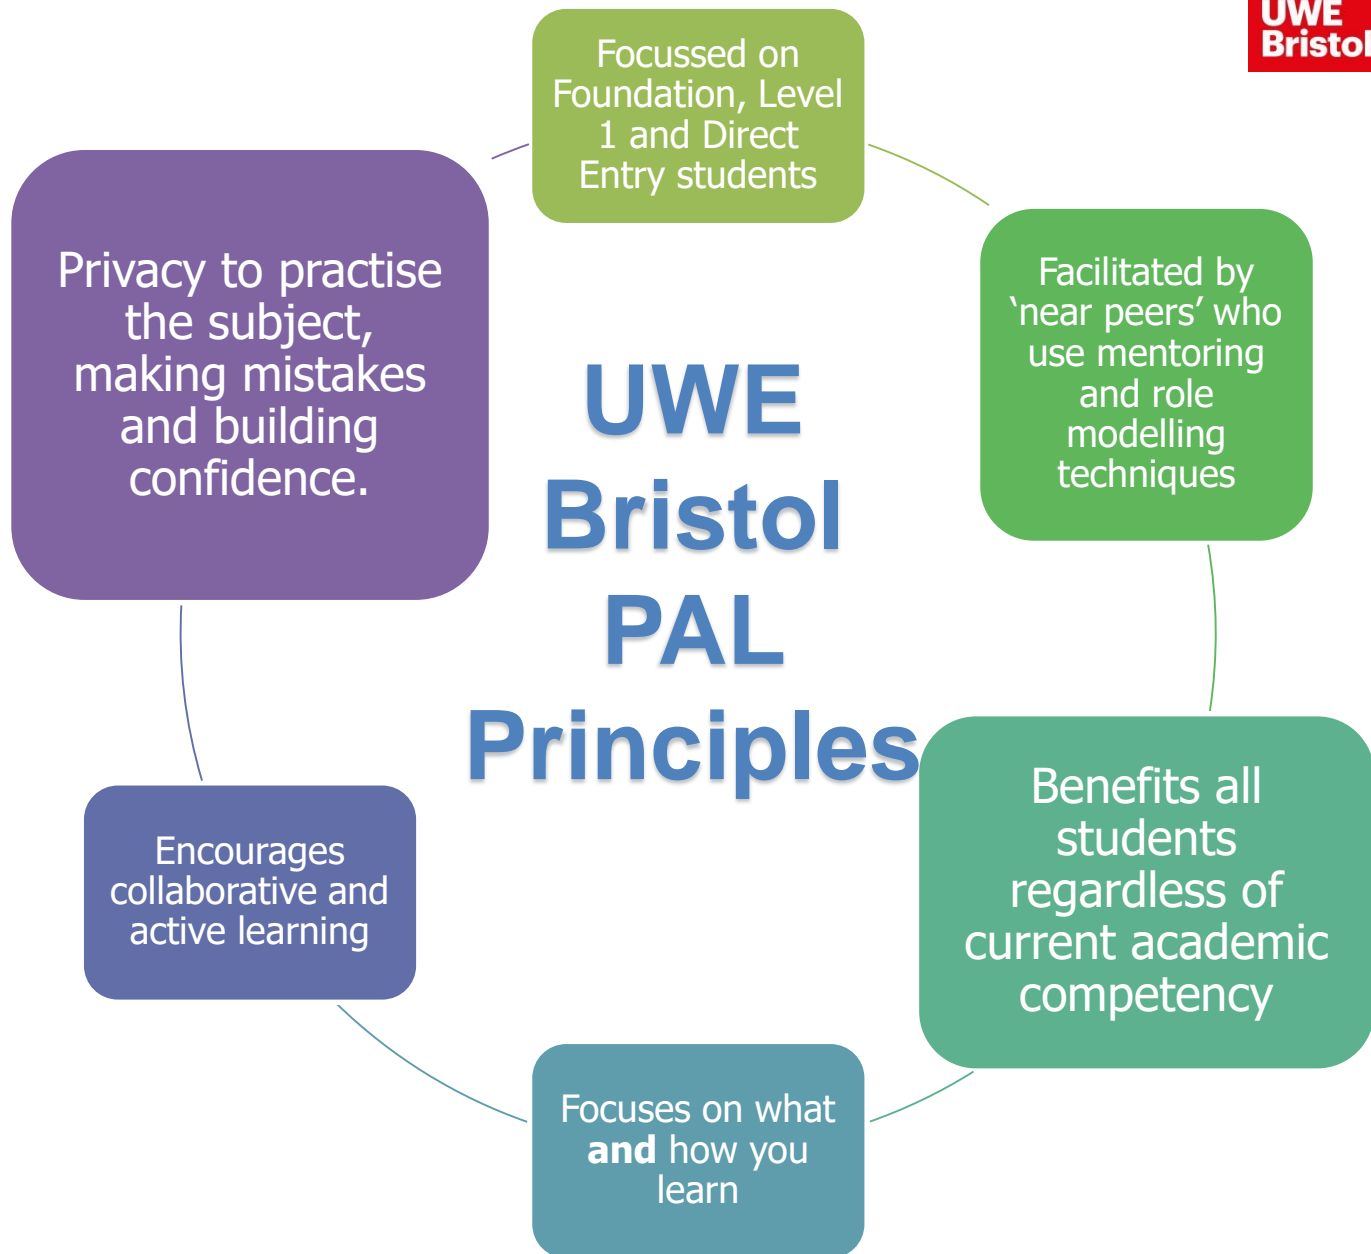 UWE
Bristol
Focussed on
Foundation, Level
1 and Direct
Entry students
Facilitated by
‘near peers’ who
use mentoring
and role
modelling
techniques
Benefits all
students
regardless of
current academic
competency
Focuses on what
and how you
learn
Encourages
collaborative and
active learning
Privacy to practise
the subject,
making mistakes
and building
confidence.
UWE
Bristol
PAL
Principles